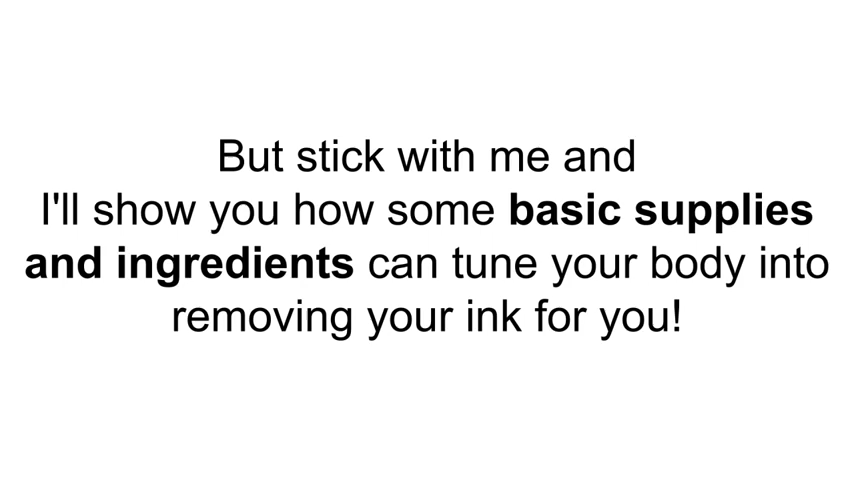 But stick with me and
I'll show you how some basic supplies
and ingredients can tune your body into
removing your ink for you!